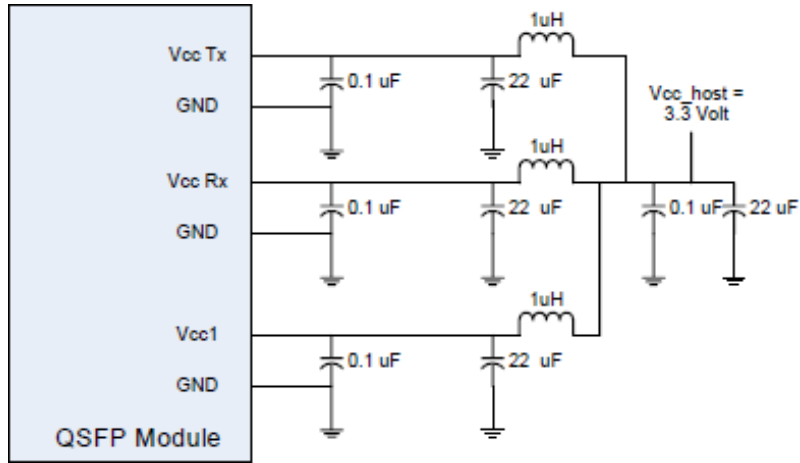 1uH
Vcc Tx
0.1 uF
22 uF
GND
Vcc_host =
3.3 Volt
1uH
Vcc Rx
0.1 uF
22 uF
0.1 uF
22 uF
GND
1uH
Vcc1
0.1 uF
22 uF
GND
QSFP Module